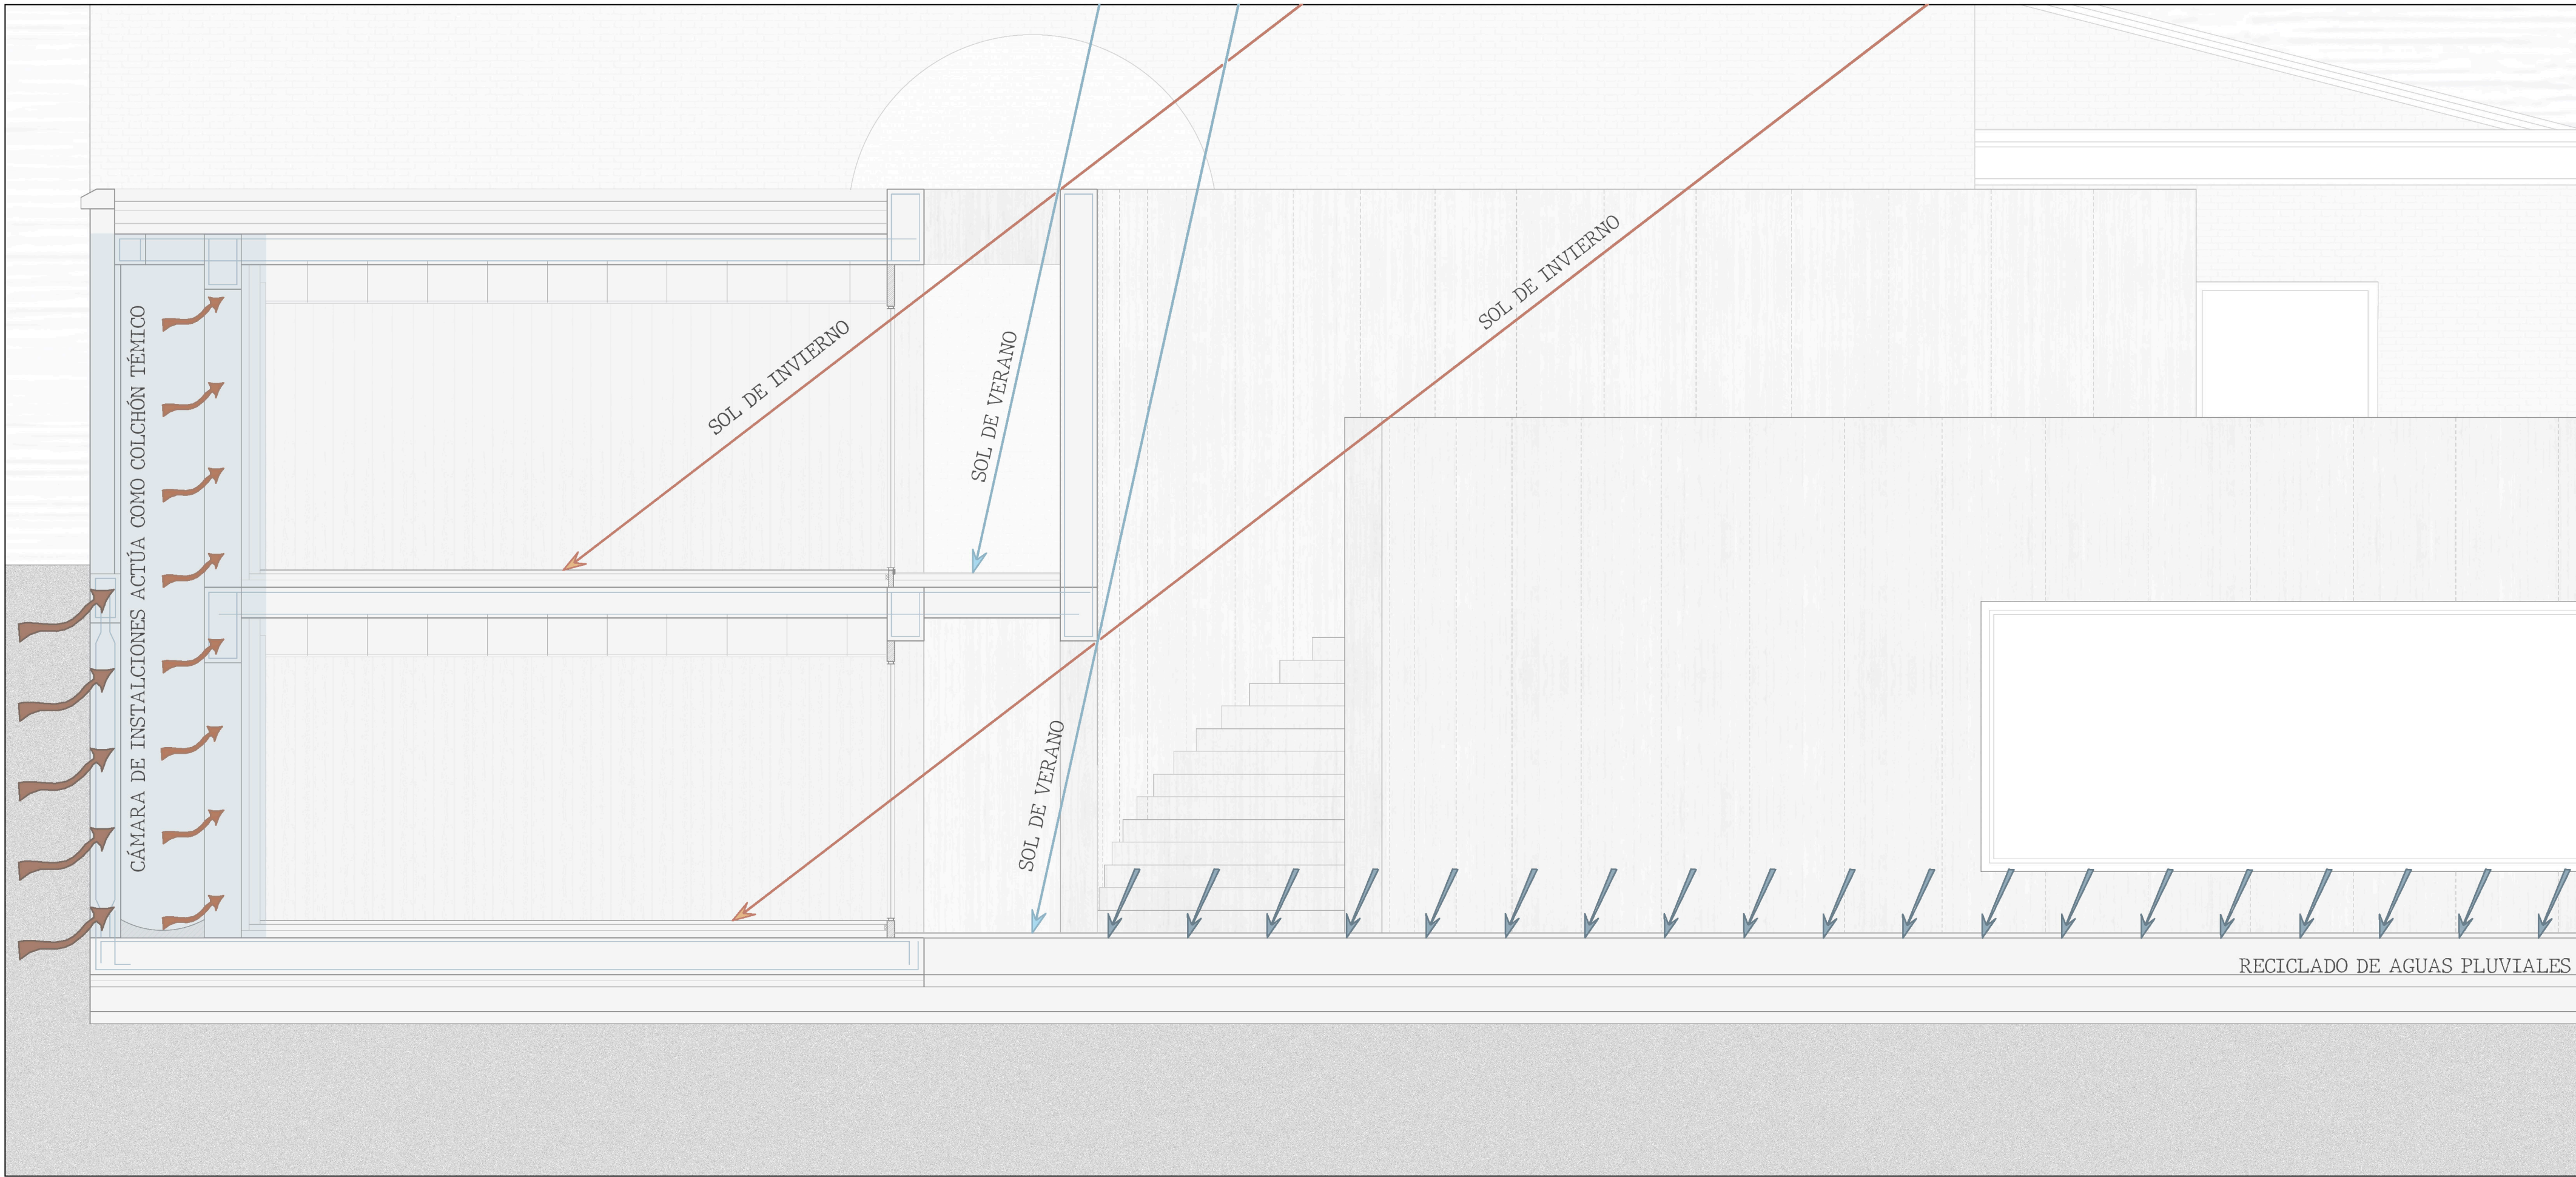 CÁMARA DE INSTALCIONES ACTÚA COMO COLCHÓN TÉMICO
SOL DE INVIERNO
SOL DE VERANO
SOL DE INVIERNO
SOL DE VERANO
RECICLADO DE AGUAS PLUVIALES